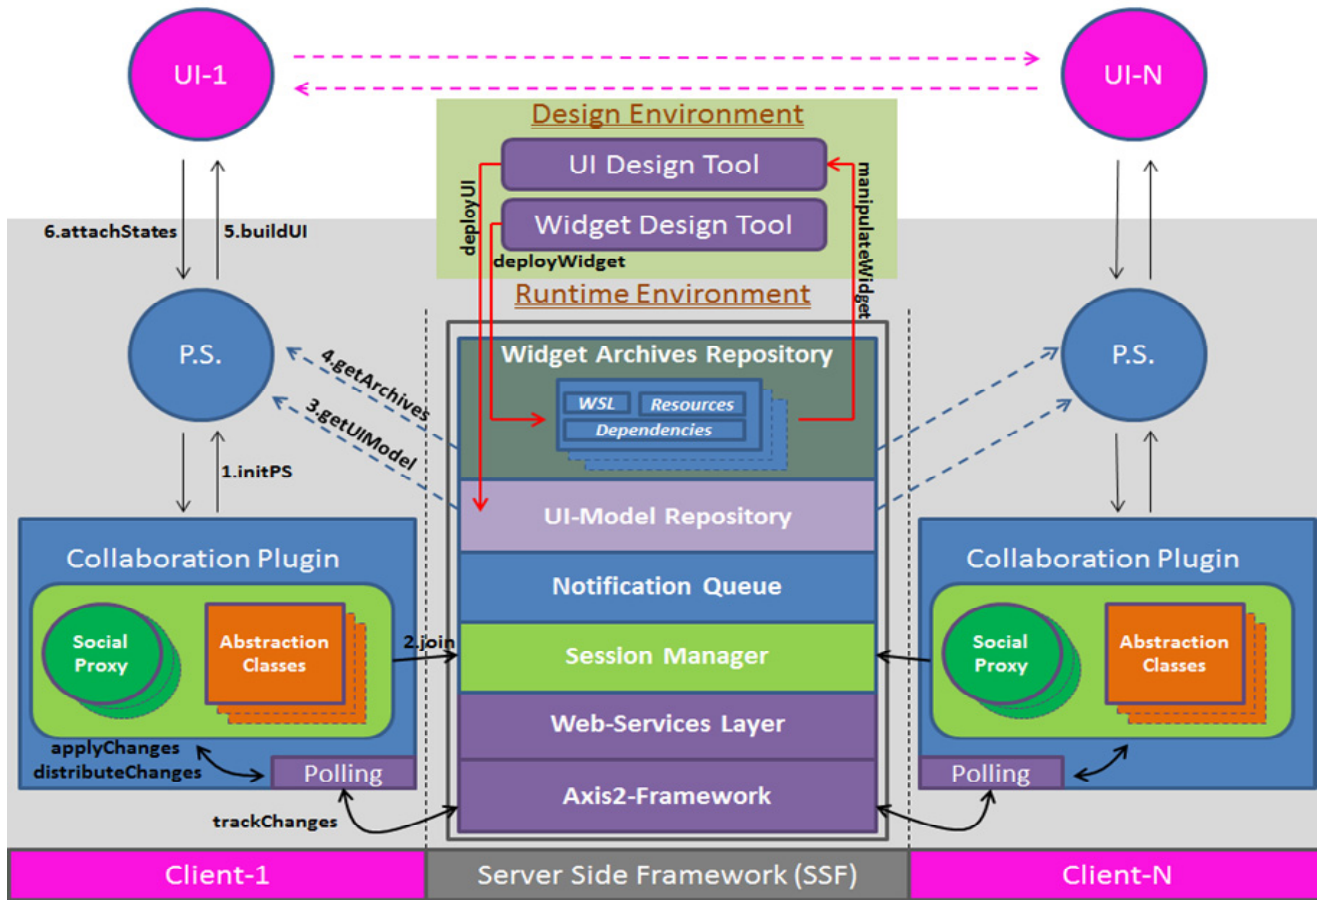 UI-1
UI-N
Design Environment
UI Design Tool
Widget Design Tool
deployUI
deployWidget
manipulateWidget
6.attachStates
5.buildUI
Runtime Environment
P.S.
P.S.
4.getArchives
3.getUIModel
1.initPS
Widget Archives Repository
WSL
Resources
Dependencies
UI-Model Repository
Notification Queue
Session Manager
Web-Services Layer
Axis2-Framework
Collaboration Plugin
Social
Proxy
Abstraction
Classes
2.join
applyChanges
distributeChanges
Polling
trackChanges
Collaboration Plugin
Social
Proxy
Abstraction
Classes
Polling
Client-1
Server Side Framework (SSF)
Client-N